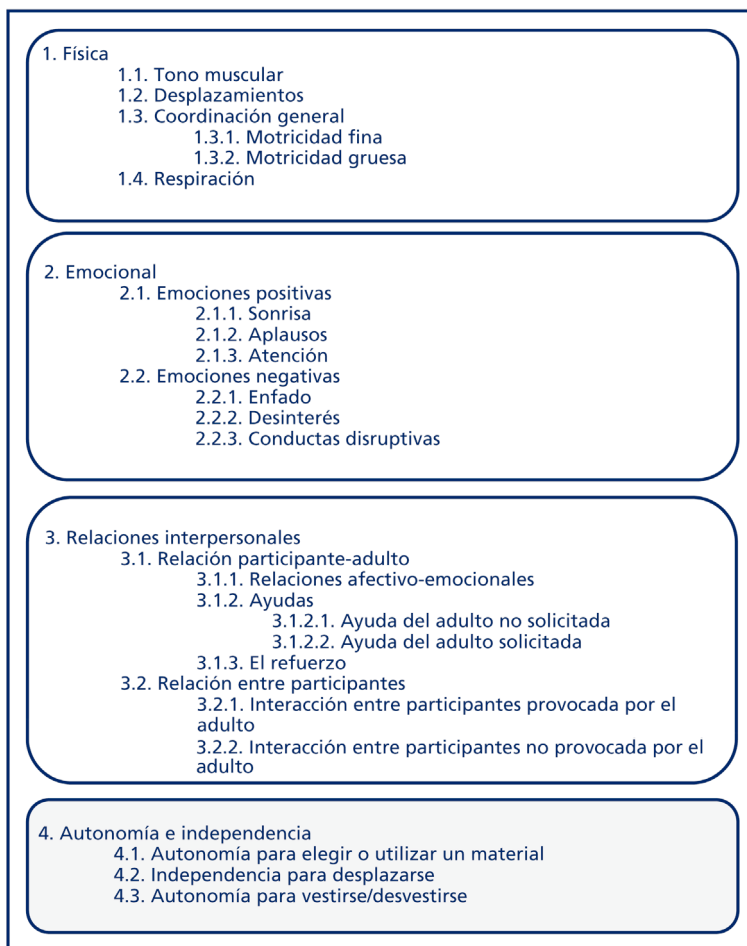 1. Física
1.1. Tono muscular
1.2. Desplazamientos
1.3. Coordinación general
1.3.1. Motricidad fina
1.3.2. Motricidad gruesa
1.4. Respiración
2. Emocional
2.1. Emociones positivas
2.1.1. Sonrisa
2.1.2. Aplausos
2.1.3. Atención
2.2. Emociones negativas
2.2.1. Enfado
2.2.2. Desinterés
2.2.3. Conductas disruptivas
3. Relaciones interpersonales
3.1. Relación participante-adulto
3.1.1. Relaciones afectivo-emocionales
3.1.2. Ayudas
3.1.2.1. Ayuda del adulto no solicitada
3.1.2.2. Ayuda del adulto solicitada
3.1.3. El refuerzo
3.2. Relación entre participantes
3.2.1. Interacción entre participantes provocada por el
adulto
3.2.2. Interacción entre participantes no provocada por el
adulto
4. Autonomía e independencia
4.1. Autonomía para elegir o utilizar un material
4.2. Independencia para desplazarse
4.3. Autonomía para vestirse/desvestirse